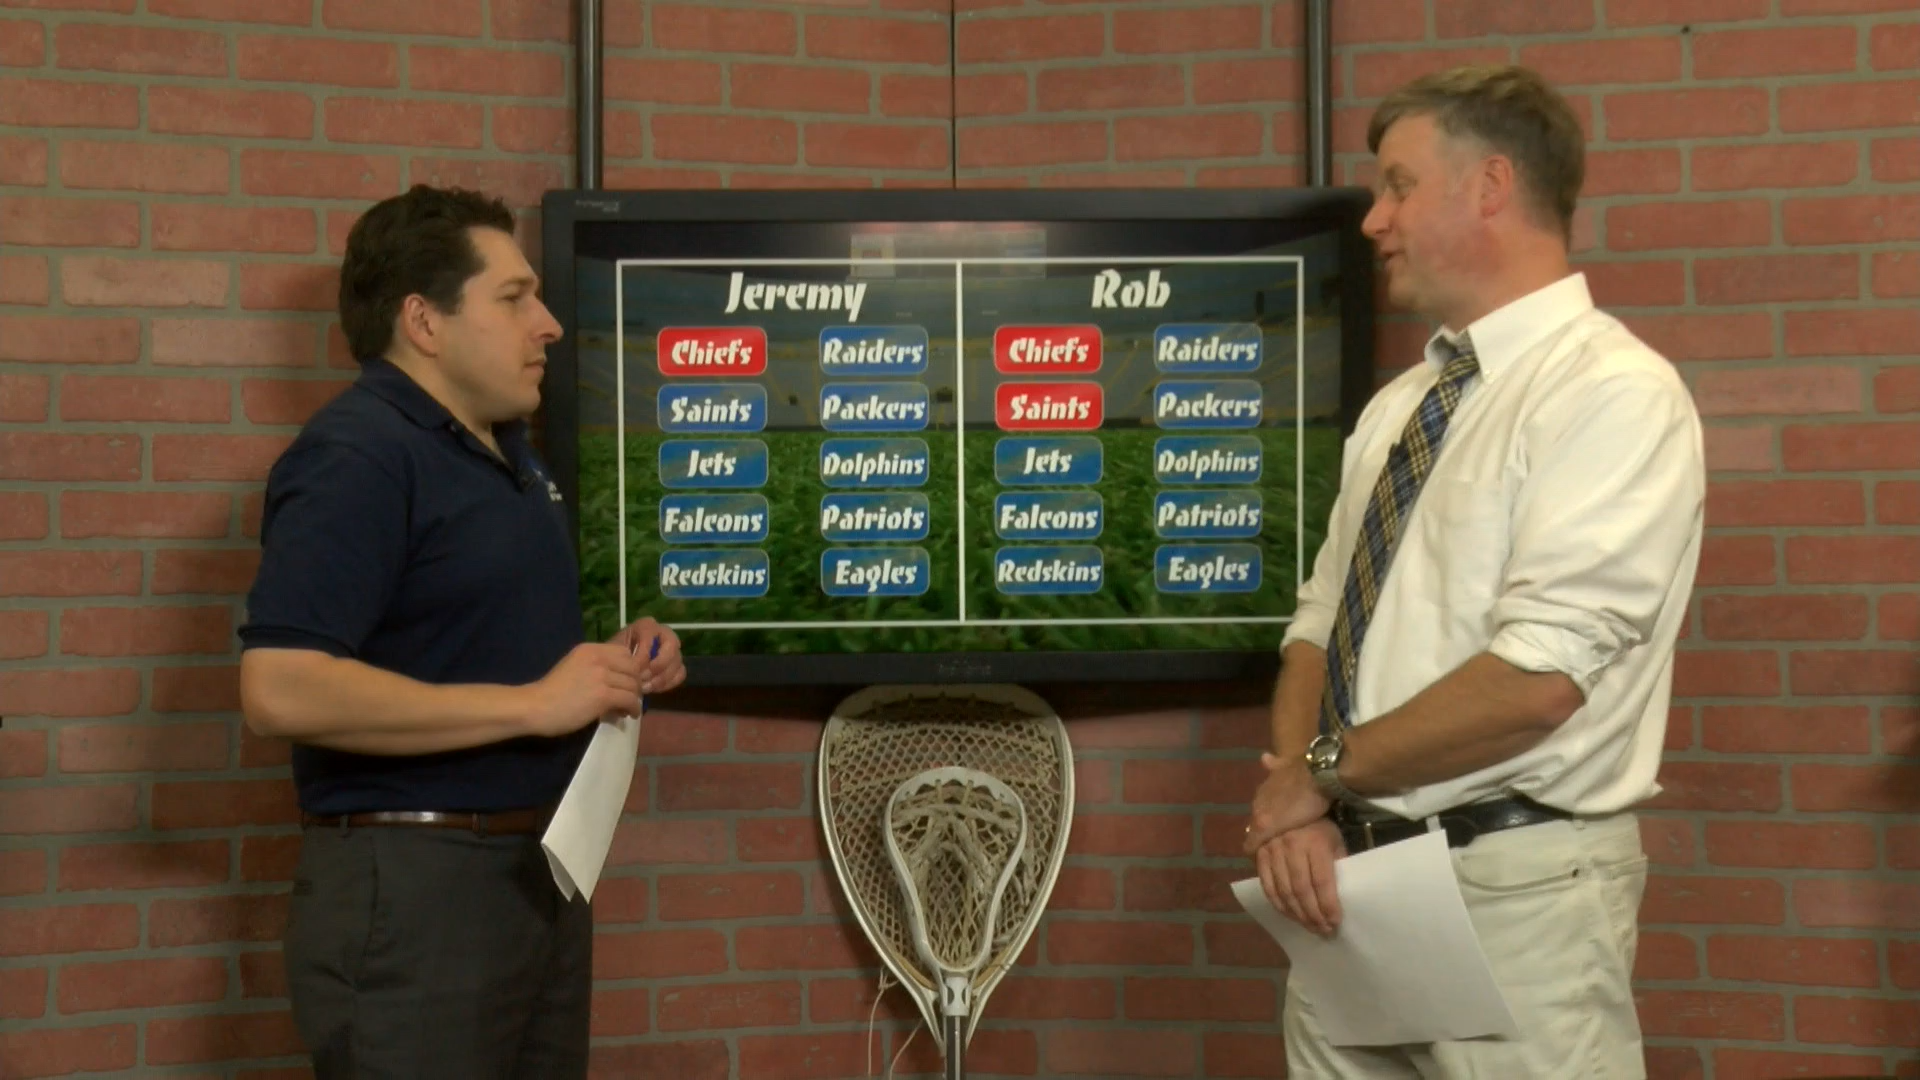 Jeremy
Rob
Chiefs Raiders Chiefs Raiders
Saints Packers Saints Packers
Jets Dolphins Jets Dolphins
Falcons Patriots Falcons Patriots
Redskins Eagles Redskins Eagles